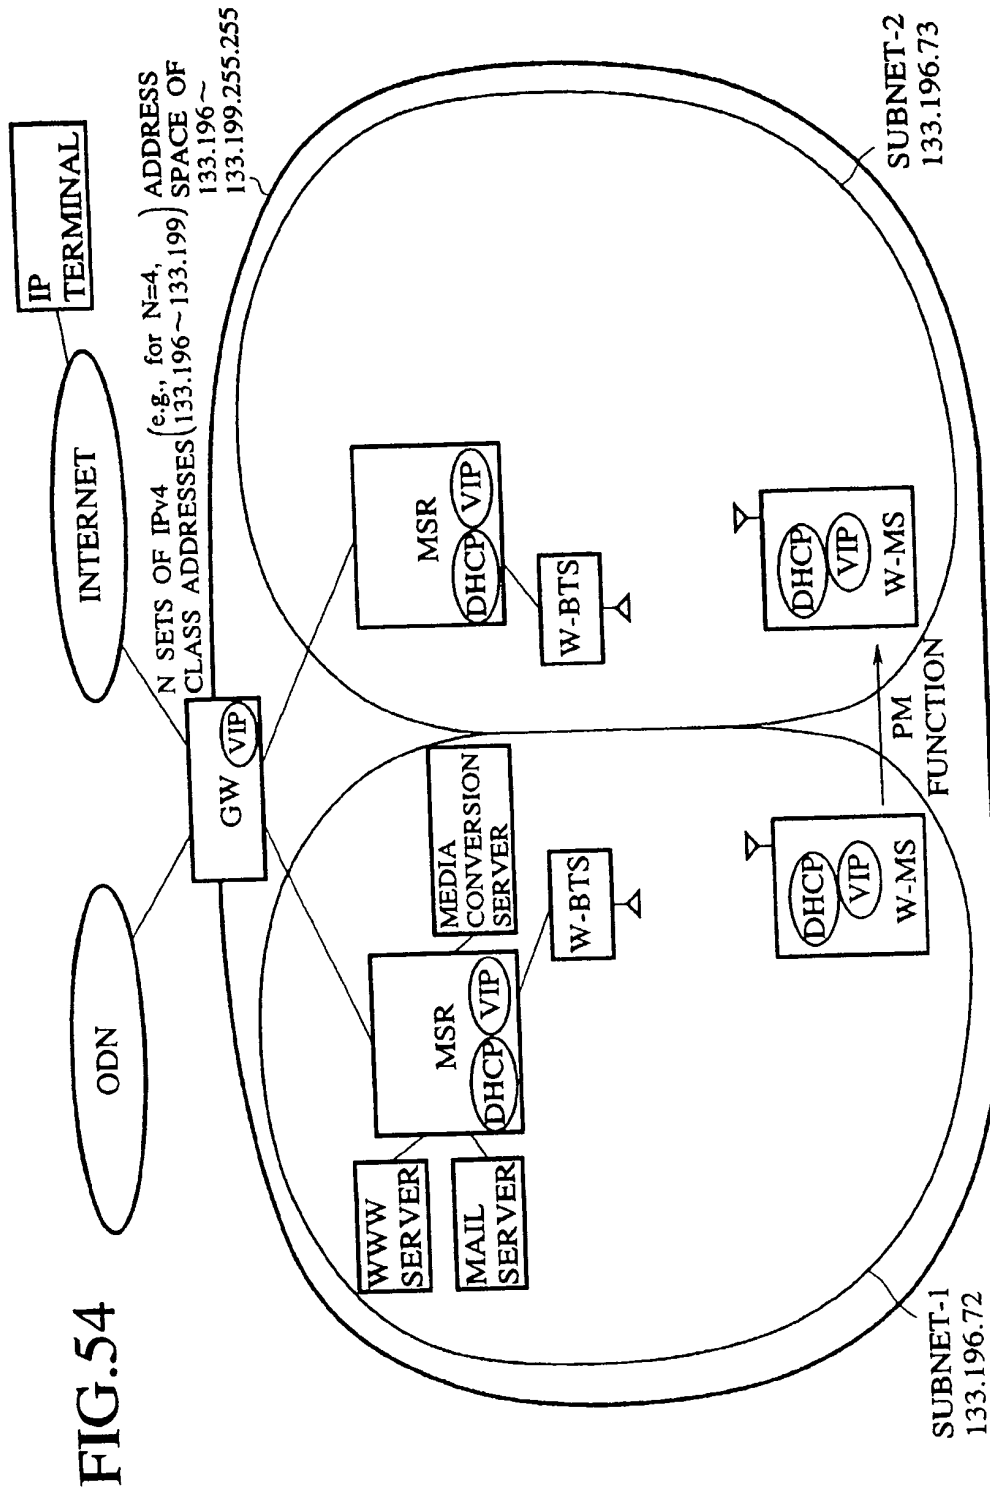 FIG.54
ODN
INTERNET
IP
TERMINAL
GW
VIP
N SETS OF IPv4
CLASS ADDRESSES
(e.g., for N=4,
133.196~133.199)
ADDRESS
SPACE OF
133.196~
133.199.255.255
WWW
SERVER
MAIL
SERVER
MSR
DHCP
VIP
MEDIA
CONVERSION
SERVER
W-BTS
MSR
DHCP
VIP
W-BTS
DHCP
VIP
W-MS
PM
FUNCTION
DHCP
VIP
W-MS
SUBNET-1
133.196.72
SUBNET-2
133.196.73